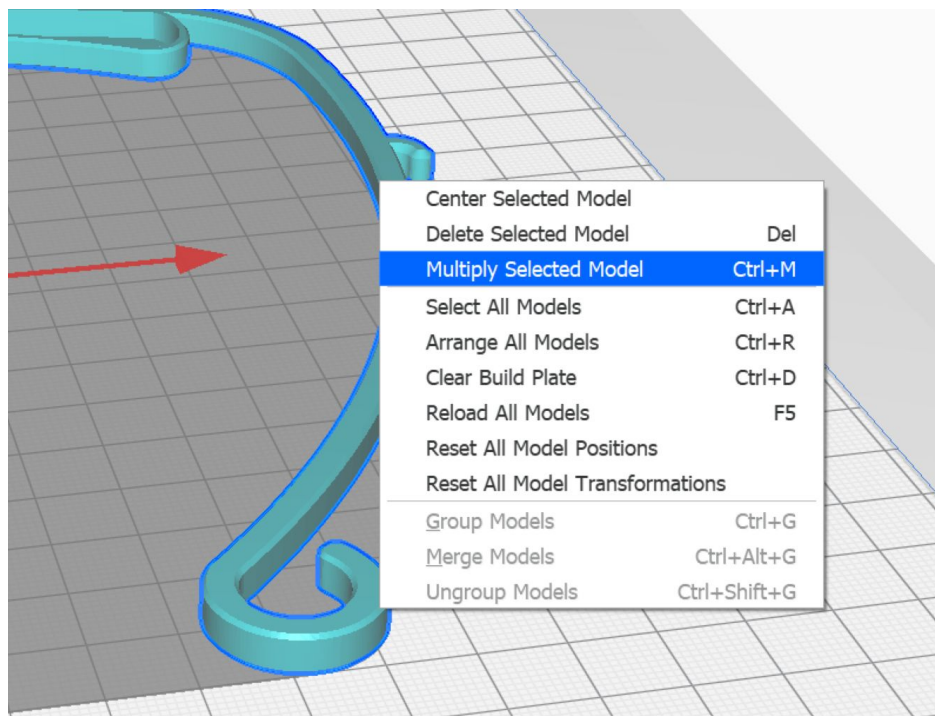 Center Selected Model
Delete Selected Model Del
Multiply Selected Model Ctrl+M
Select All Models Ctrl+A
Arrange All Models Ctrl+R
Clear Build Plate Ctrl+D
Reload All Models F5
Reset All Model Positions
Reset All Model Transformations
Group Models Ctrl+G
Merge Models Ctrl+Alt+G
Ungroup Models Ctrl+Shift+G